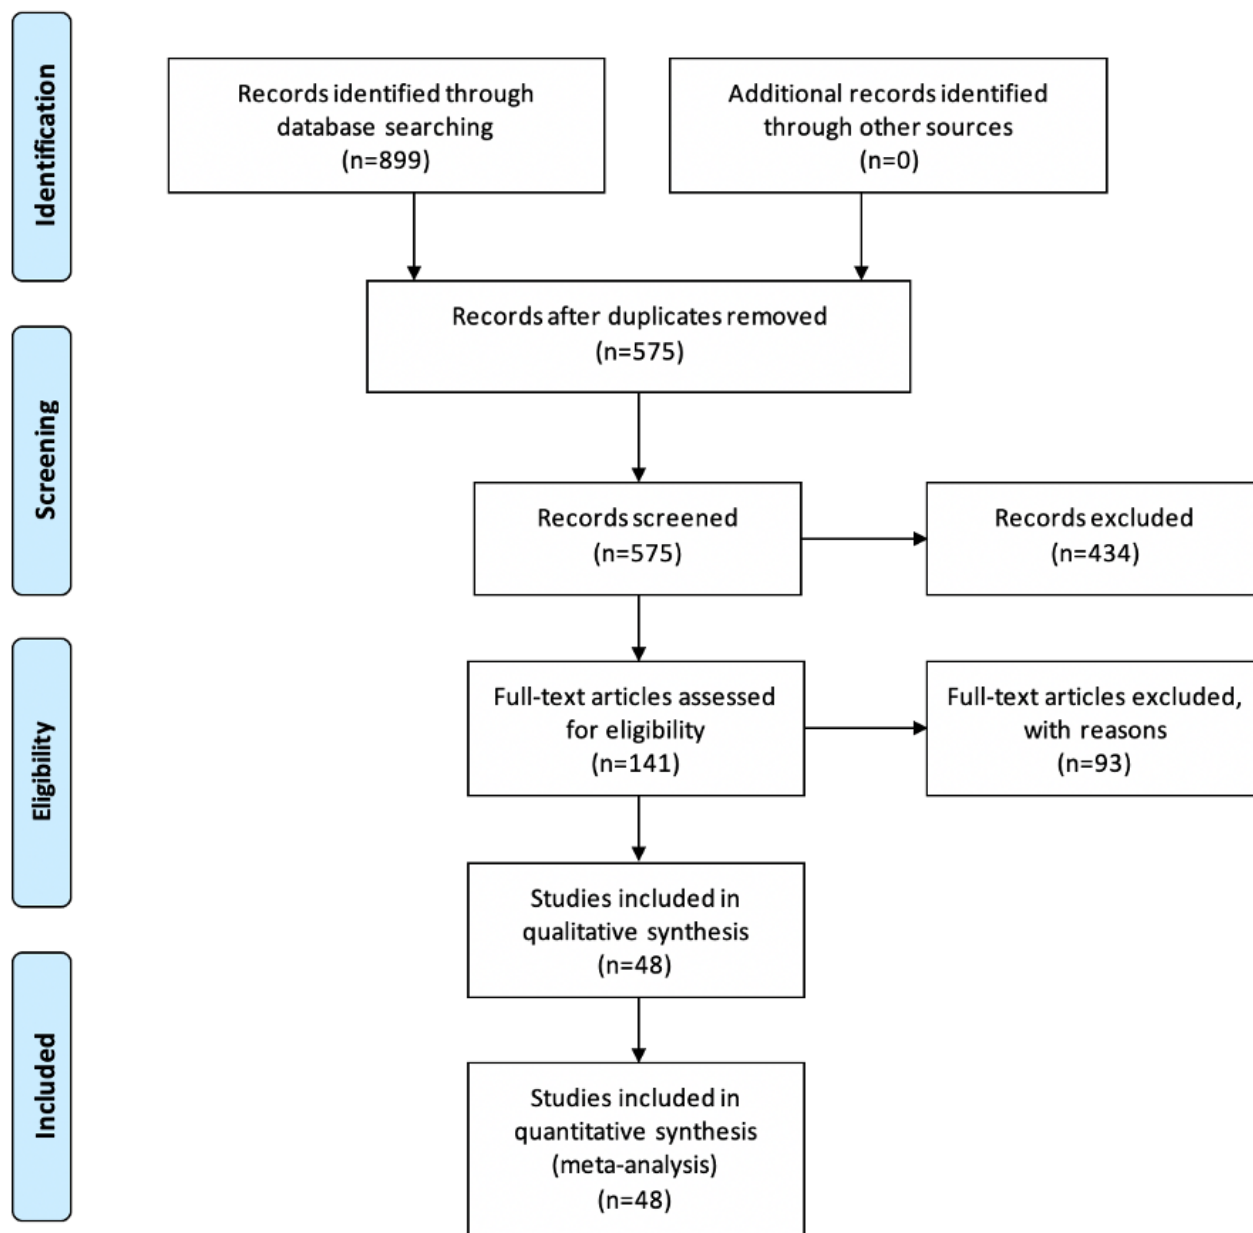 Identification
Records identified through
database searching
(n=899)
Additional records identified
through other sources
(n=0)
Records after duplicates removed
(n=575)
Screening
Records screened
(n=575)
Records excluded
(n=434)
Eligibility
Full-text articles assessed
for eligibility
(n=141)
Full-text articles excluded,
with reasons
(n=93)
Studies included in
qualitative synthesis
(n=48)
Included
Studies included in
quantitative synthesis
(meta-analysis)
(n=48)